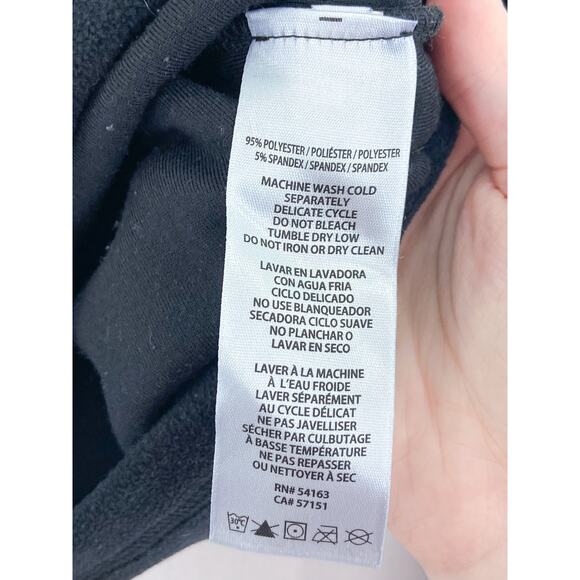 95% POLYESTER / POLIÉSTER / POLYESTER
5% SPANDEX / SPANDEX / SPANDEX
MACHINE WASH COLD
SEPARATELY
DELICATE CYCLE
DO NOT BLEACH
TUMBLE DRY LOW
DO NOT IRON OR DRY CLEAN
LAVAR EN LAVADORA
CON AGUA FRIA
CICLO DELICADO
NO USE BLANQUEADOR
SECADORA CICLO SUAVE
NO PLANCHAR O
LAVAR EN SECO
LAVER À LA MACHINE
À L'EAU FROIDE
LAVER SÉPARÉMENT
AU CYCLE DÉLICAT
NE PAS JAVELLISER
SÉCHER PAR CULBUTAGE
À BASSE TEMPÉRATURE
NE PAS REPASSER
OU NETTOYER À SEC
RN# 54163
CA# 57151
30°C